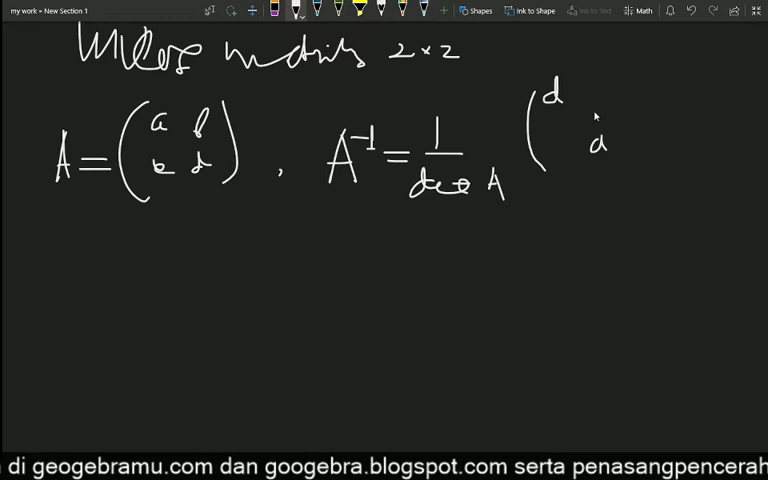 my work » New Section 1
Shapes Ink to Shape Ink to Text Math
Invers matriks 2 × 2
A = ( a b
c d ) , A⁻¹ = 1 / det A ( d
a
di geogebramu.com dan googebra.blogspot.com serta penasangpencerah